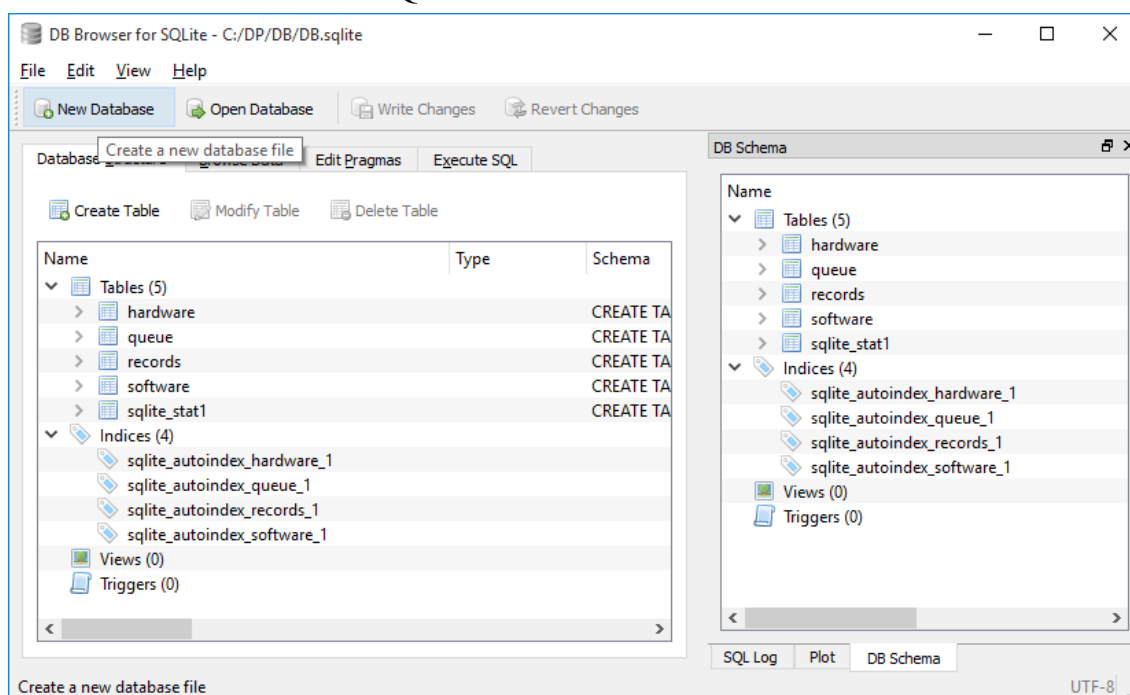 DB Browser for SQLite - C:/DP/DB/DB.sqlite
File Edit View Help
New Database Open Database Write Changes Revert Changes
Create a new database file
Database Edit Pragmas Execute SQL
Create Table Modify Table Delete Table
Name Type Schema
Tables (5)
hardware CREATE TA
queue CREATE TA
records CREATE TA
software CREATE TA
sqlite_stat1 CREATE TA
Indices (4)
sqlite_autoindex_hardware_1
sqlite_autoindex_queue_1
sqlite_autoindex_records_1
sqlite_autoindex_software_1
Views (0)
Triggers (0)
DB Schema
Name
Tables (5)
hardware
queue
records
software
sqlite_stat1
Indices (4)
sqlite_autoindex_hardware_1
sqlite_autoindex_queue_1
sqlite_autoindex_records_1
sqlite_autoindex_software_1
Views (0)
Triggers (0)
SQL Log Plot DB Schema
Create a new database file UTF-8